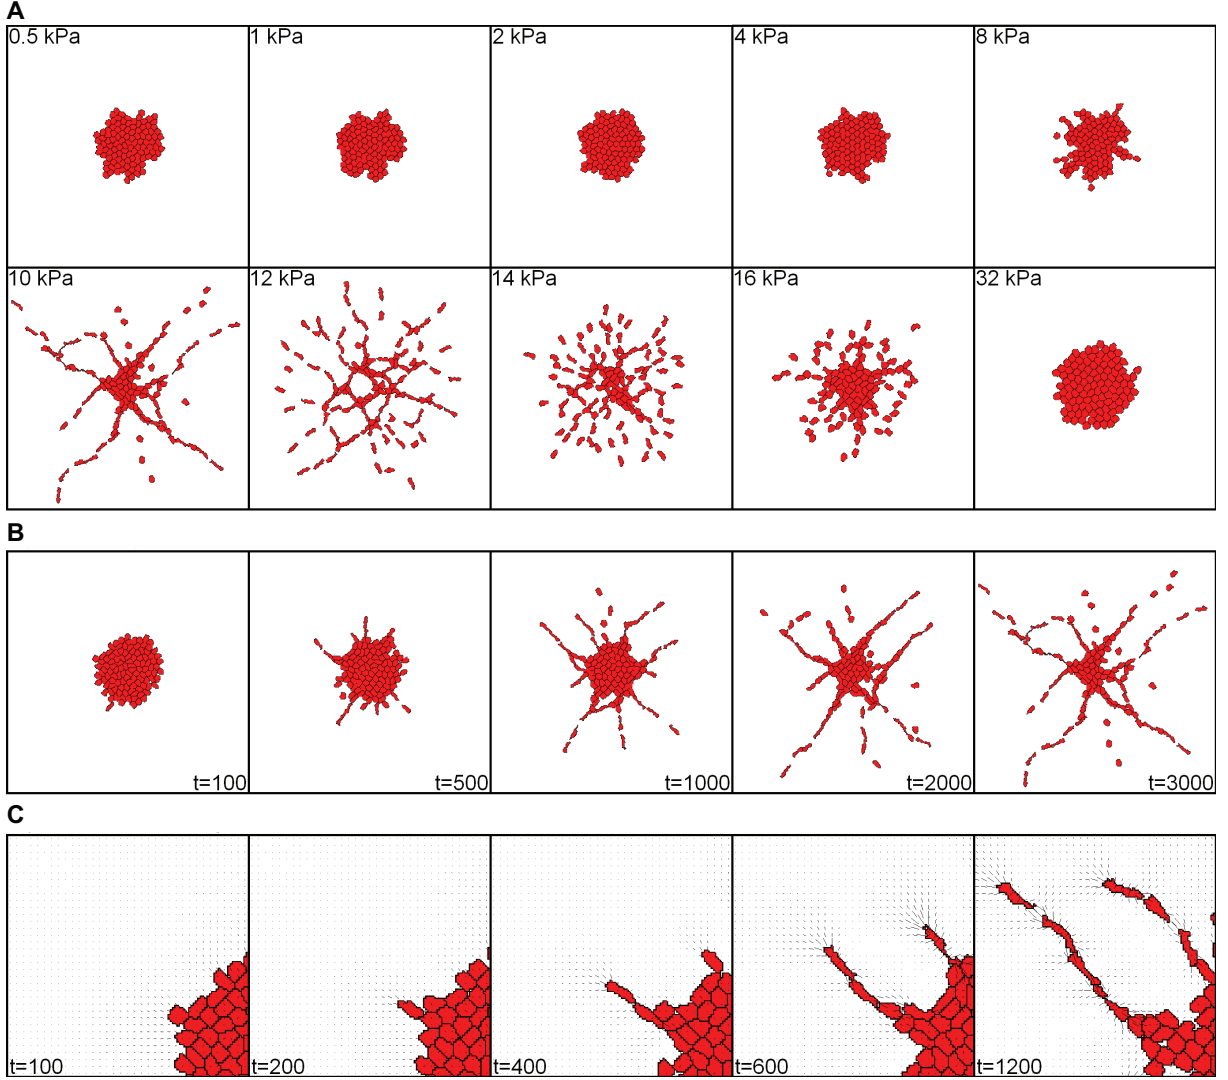 A
0.5 kPa
1 kPa
2 kPa
4 kPa
8 kPa
10 kPa
12 kPa
14 kPa
16 kPa
32 kPa
B
t=100
t=500
t=1000
t=2000
t=3000
C
t=100
t=200
t=400
t=600
t=1200